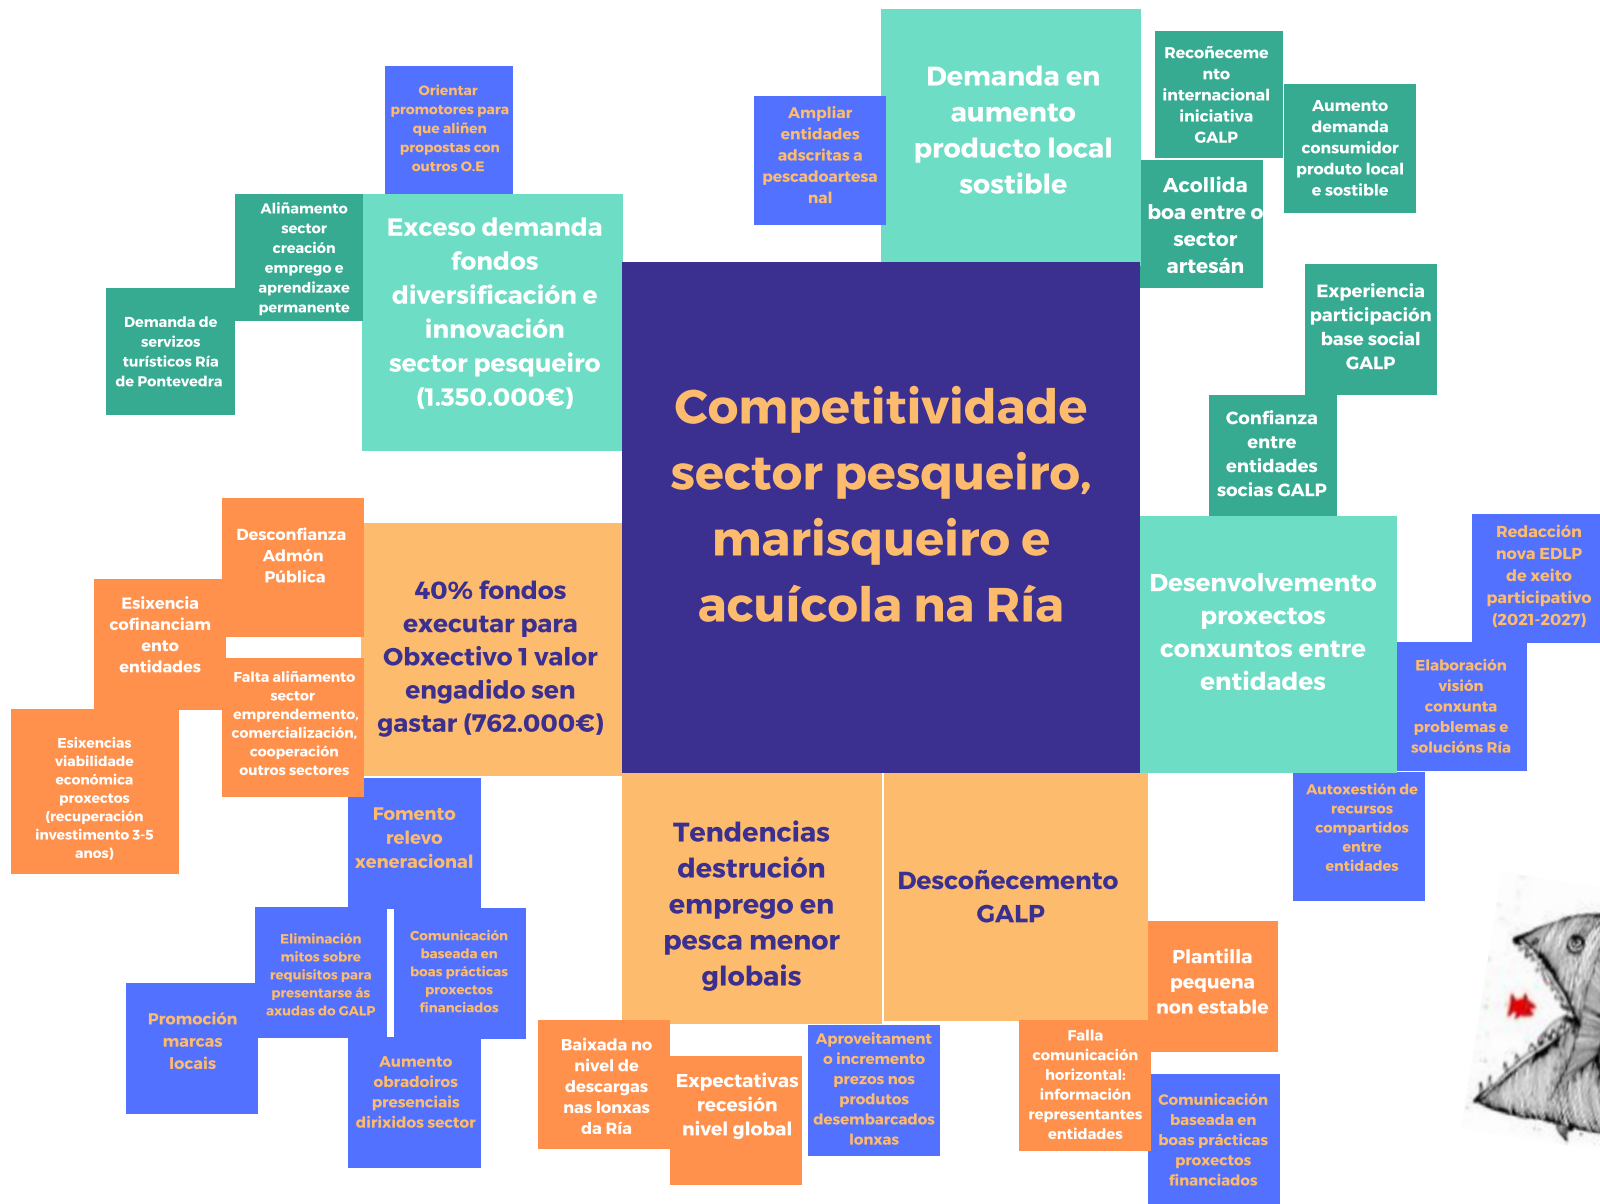 Orientar
promotores para
que aliñen
propostas con
outros O.E
Aliñamento
sector
creación
emprego e
aprendizaxe
permanente
Demanda de
servizos
turísticos Ría
de Pontevedra
Exceso demanda
fondos
diversificación e
innovación
sector pesqueiro
(1.350.000€)
Ampliar
entidades
adscritas a
pescadoartesa
nal
Demanda en
aumento
producto local
sostible
Recoñeceme
nto
internacional
iniciativa
GALP
Aumento
demanda
consumidor
produto local
e sostible
Acollida
boa entre o
sector
artesán
Experiencia
participación
base social
GALP
Confianza
entre
entidades
socias GALP
Competitividade
sector pesqueiro,
marisqueiro e
acuícola na Ría
Desenvolvemento
proxectos
conxuntos entre
entidades
Redacción
nova EDLP
de xeito
participativo
(2021-2027)
Elaboración
visión
conxunta
problemas e
solucións Ría
Autoxestión de
recursos
compartidos
entre
entidades
Desconfianza
Admón
Pública
Esixencia
cofinanciam
ento
entidades
Falta aliñamento
sector
emprendemento,
comercialización,
cooperación
outros sectores
Esixencias
viabilidade
económica
proxectos
(recuperación
investimento 3-5
anos)
40% fondos
executar para
Obxectivo 1 valor
engadido sen
gastar (762.000€)
Fomento
relevo
xeneracional
Eliminación
mitos sobre
requisitos para
presentarse ás
axudas do GALP
Comunicación
baseada en
boas prácticas
proxectos
financiados
Promoción
marcas
locais
Aumento
obradoiros
presenciais
dirixidos sector
Tendencias
destrución
emprego en
pesca menor
globais
Descoñecemento
GALP
Baixada no
nivel de
descargas
nas lonxas
da Ría
Expectativas
recesión
nivel global
Aproveitament
o incremento
prezos nos
produtos
desembarcados
lonxas
Plantilla
pequena
non estable
Falla
comunicación
horizontal:
información
representantes
entidades
Comunicación
baseada en
boas prácticas
proxectos
financiados